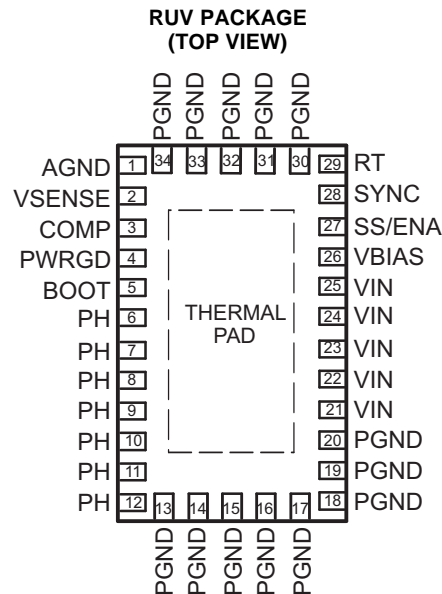 RUV PACKAGE
(TOP VIEW)
PGND PGND PGND PGND PGND
34 33 32 31 30
AGND 1 29 RT
VSENSE 2 28 SYNC
COMP 3 27 SS/ENA
PWRGD 4 26 VBIAS
BOOT 5 25 VIN
PH 6 24 VIN
PH 7 23 VIN
PH 8 22 VIN
PH 9 21 VIN
PH 10 20 PGND
PH 11 19 PGND
PH 12 18 PGND
THERMAL
PAD
13 14 15 16 17
PGND PGND PGND PGND PGND